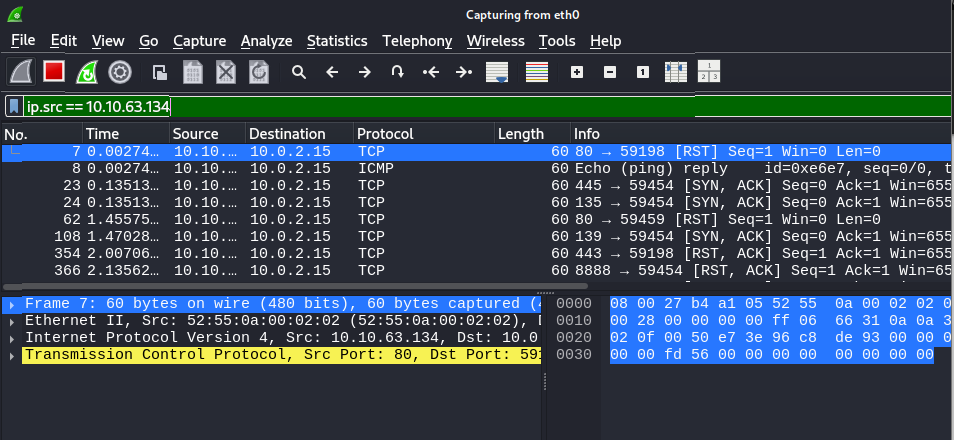 Capturing from eth0
File Edit View Go Capture Analyze Statistics Telephony Wireless Tools Help
ip.src == 10.10.63.134
No. Time Source Destination Protocol Length Info
7 0.00274… 10.10.… 10.0.2.15 TCP 60 80 → 59198 [RST] Seq=1 Win=0 Len=0
8 0.00274… 10.10.… 10.0.2.15 ICMP 60 Echo (ping) reply id=0xe6e7, seq=0/0, t
23 0.13513… 10.10.… 10.0.2.15 TCP 60 445 → 59454 [SYN, ACK] Seq=0 Ack=1 Win=655
24 0.13513… 10.10.… 10.0.2.15 TCP 60 135 → 59454 [SYN, ACK] Seq=0 Ack=1 Win=655
62 1.45575… 10.10.… 10.0.2.15 TCP 60 80 → 59459 [RST] Seq=1 Win=0 Len=0
108 1.47028… 10.10.… 10.0.2.15 TCP 60 139 → 59454 [SYN, ACK] Seq=0 Ack=1 Win=655
354 2.00706… 10.10.… 10.0.2.15 TCP 60 443 → 59198 [RST, ACK] Seq=1 Ack=1 Win=0
366 2.13562… 10.10.… 10.0.2.15 TCP 60 8888 → 59454 [RST, ACK] Seq=1 Ack=1 Win=
Frame 7: 60 bytes on wire (480 bits), 60 bytes captured (4
Ethernet II, Src: 52:55:0a:00:02:02 (52:55:0a:00:02:02), D
Internet Protocol Version 4, Src: 10.10.63.134, Dst: 10.0
Transmission Control Protocol, Src Port: 80, Dst Port: 591
0000 08 00 27 b4 a1 05 52 55 0a 00 02 02 0
0010 00 28 00 00 00 00 ff 06 66 31 0a 0a 3
0020 02 0f 00 50 e7 3e 96 c8 de 93 00 00 0
0030 00 00 fd 56 00 00 00 00 00 00 00 00